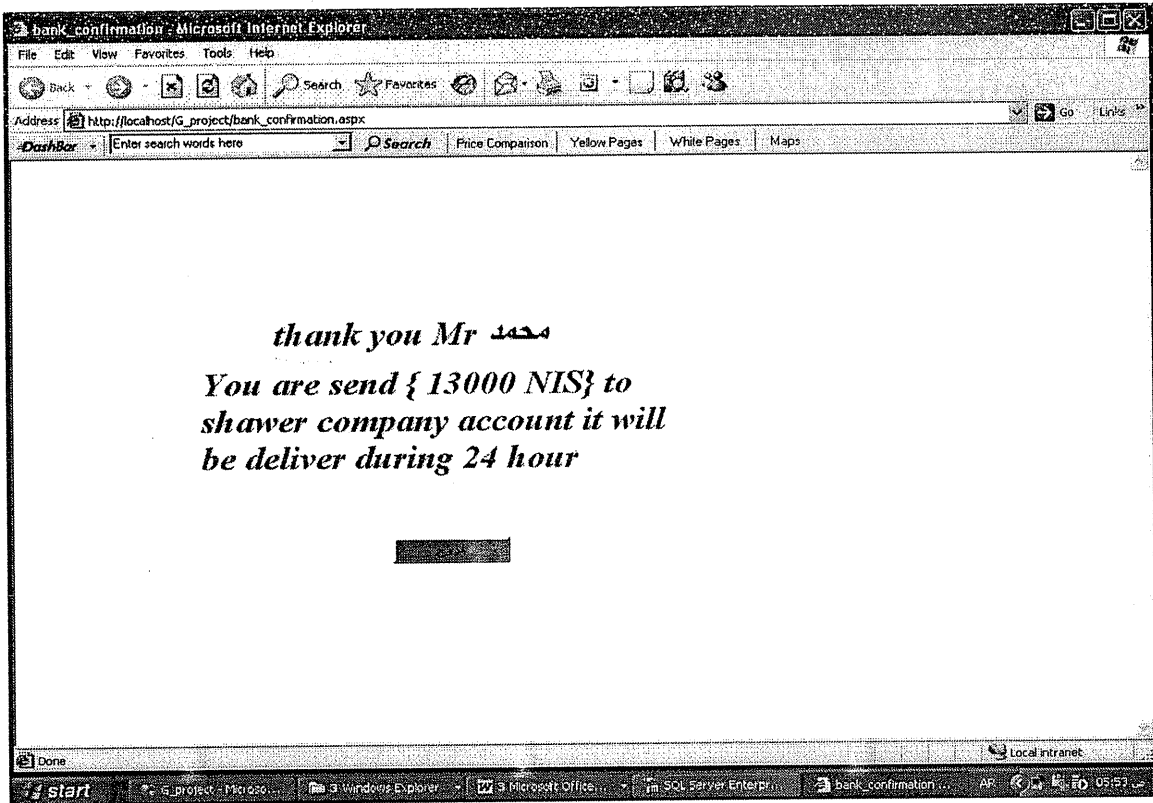 bank_confirmation - Microsoft Internet Explorer
File Edit View Favorites Tools Help
Back Search Favorites
Address http://localhost/G_project/bank_confirmation.aspx Go Links »
DashBar Enter search words here Search Price Comparison Yellow Pages White Pages Maps
thank you Mr محمد
You are send { 13000 NIS} to
shawer company account it will
be deliver during 24 hour
Done Local intranet
start G_project - Microso... 3 Windows Explorer 3 Microsoft Office... SQL Server Enterpri... bank_confirmation ... AR 05:53 ص